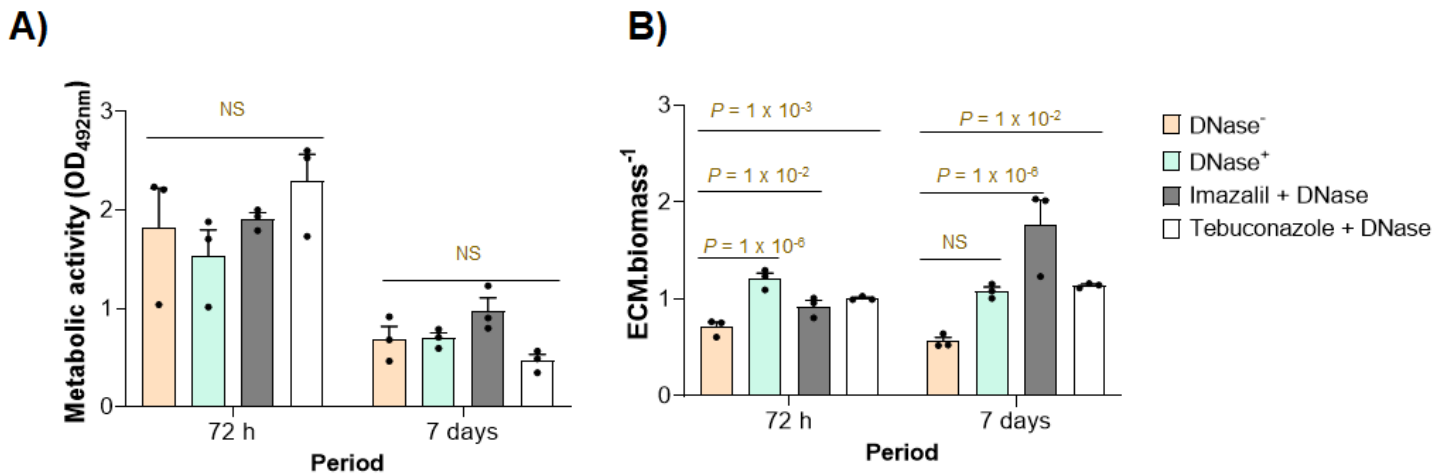 A)
Metabolic activity (OD492nm)
3
2
1
0
NS
NS
72 h
7 days
Period
B)
ECM.biomass-1
3
2
1
0
P = 1 x 10-3
P = 1 x 10-2
P = 1 x 10-6
P = 1 x 10-2
P = 1 x 10-6
NS
72 h
7 days
Period
DNase-
DNase+
Imazalil + DNase
Tebuconazole + DNase